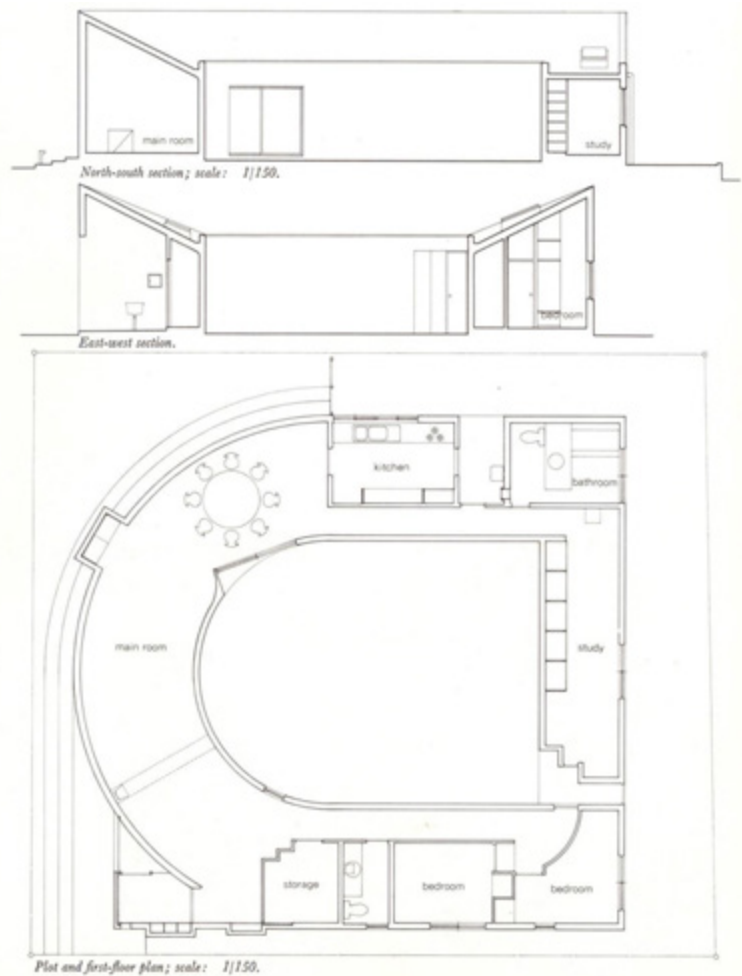 main room
study
North-south section; scale: 1|150.
bedroom
East-west section.
kitchen
bathroom
main room
study
storage
bedroom
bedroom
Plot and first-floor plan; scale: 1|150.